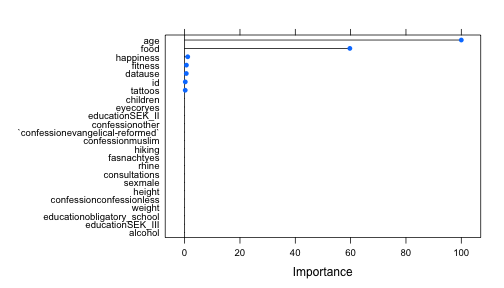 age
food
happiness
fitness
datause
id
tattoos
children
eyecoryes
educationSEK_II
confessionother
`confessionevangelical-reformed`
confessionmuslim
hiking
fasnachtyes
rhine
consultations
sexmale
height
confessionconfessionless
weight
educationobligatory_school
educationSEK_III
alcohol
0 20 40 60 80 100
Importance